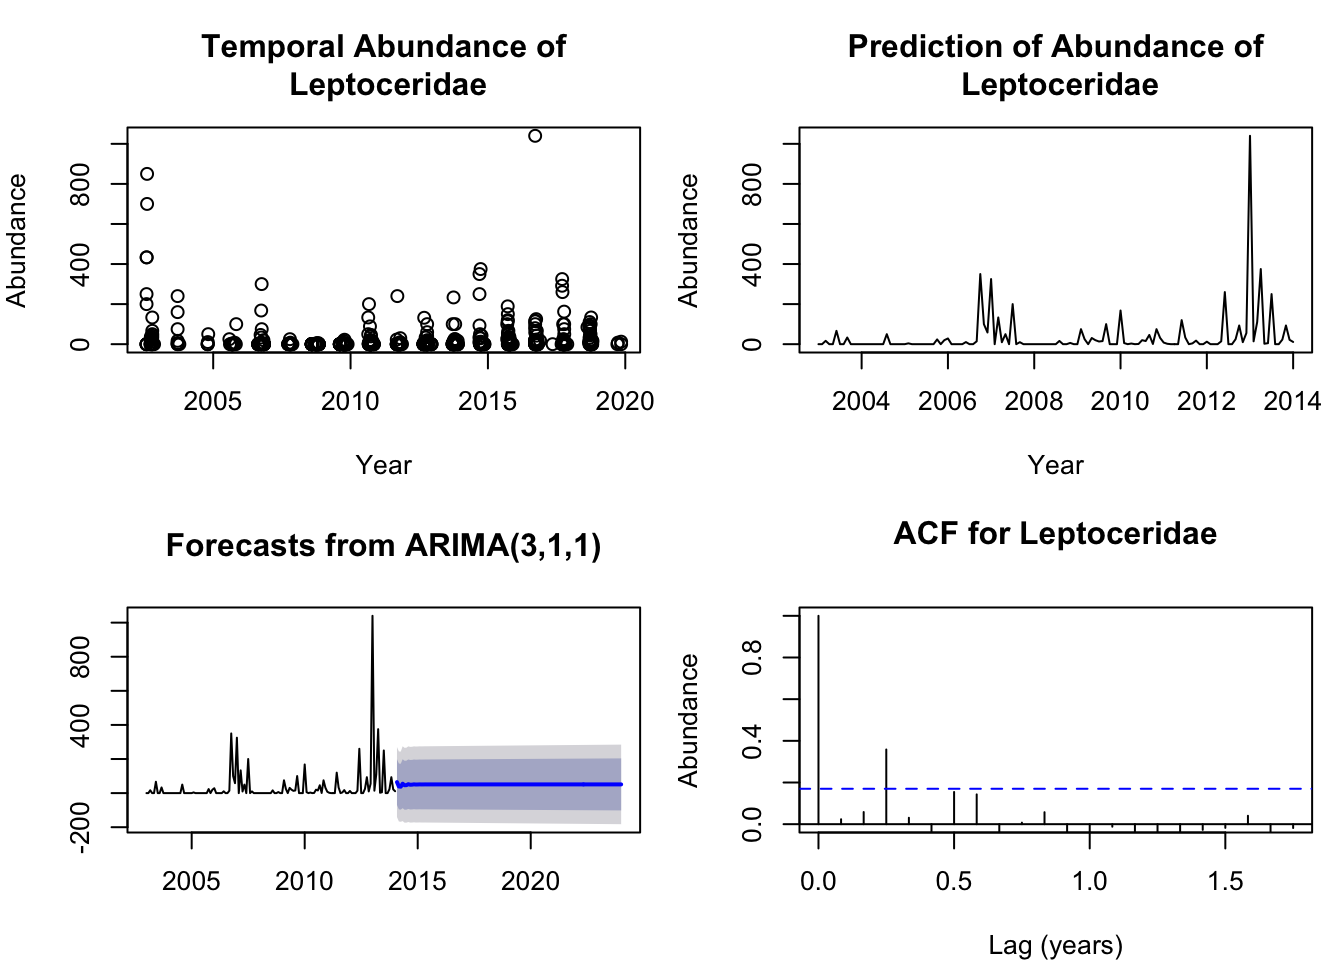 Temporal Abundance of
Leptoceridae
Abundance
0 400 800
2005 2010 2015 2020
Year
Prediction of Abundance of
Leptoceridae
Abundance
0 400 800
2004 2006 2008 2010 2012 2014
Year
Forecasts from ARIMA(3,1,1)
-200 400 800
2005 2010 2015 2020
ACF for Leptoceridae
Abundance
0.0 0.4 0.8
0.0 0.5 1.0 1.5
Lag (years)